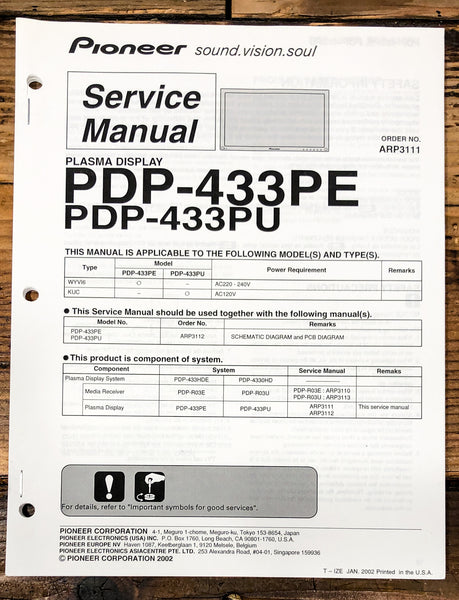 Pioneer sound.vision.soul
Service
Manual
ORDER NO.
ARP3111
PLASMA DISPLAY
PDP-433PE
PDP-433PU
THIS MANUAL IS APPLICABLE TO THE FOLLOWING MODEL(S) AND TYPE(S).
Type Model Power Requirement Remarks
PDP-433PE PDP-433PU
WYVI6 ○ – AC220 - 240V
KUC – ○ AC120V
● This Service Manual should be used together with the following manual(s).
Model No. Order No. Remarks
PDP-433PE
PDP-433PU
ARP3112 SCHEMATIC DIAGRAM and PCB DIAGRAM
● This product is component of system.
Component System Service Manual Remaks
Plasma Display System PDP-433HDE PDP-4330HD
Media Receiver PDP-R03E PDP-R03U PDP-R03E : ARP3110
PDP-R03U : ARP3113
Plasma Display PDP-433PE PDP-433PU ARP3111
ARP3112
This service manual
For details, refer to "Important symbols for good services".
PIONEER CORPORATION 4-1, Meguro 1-chome, Meguro-ku, Tokyo 153-8654, Japan
PIONEER ELECTRONICS (USA) INC. P.O. Box 1760, Long Beach, CA 90801-1760, U.S.A.
PIONEER EUROPE NV Haven 1087, Keetberglaan 1, 9120 Melsele, Belgium
PIONEER ELECTRONICS ASIACENTRE PTE. LTD. 253 Alexandra Road, #04-01, Singapore 159936
© PIONEER CORPORATION 2002
T – IZE JAN. 2002 Printed in the U.S.A.